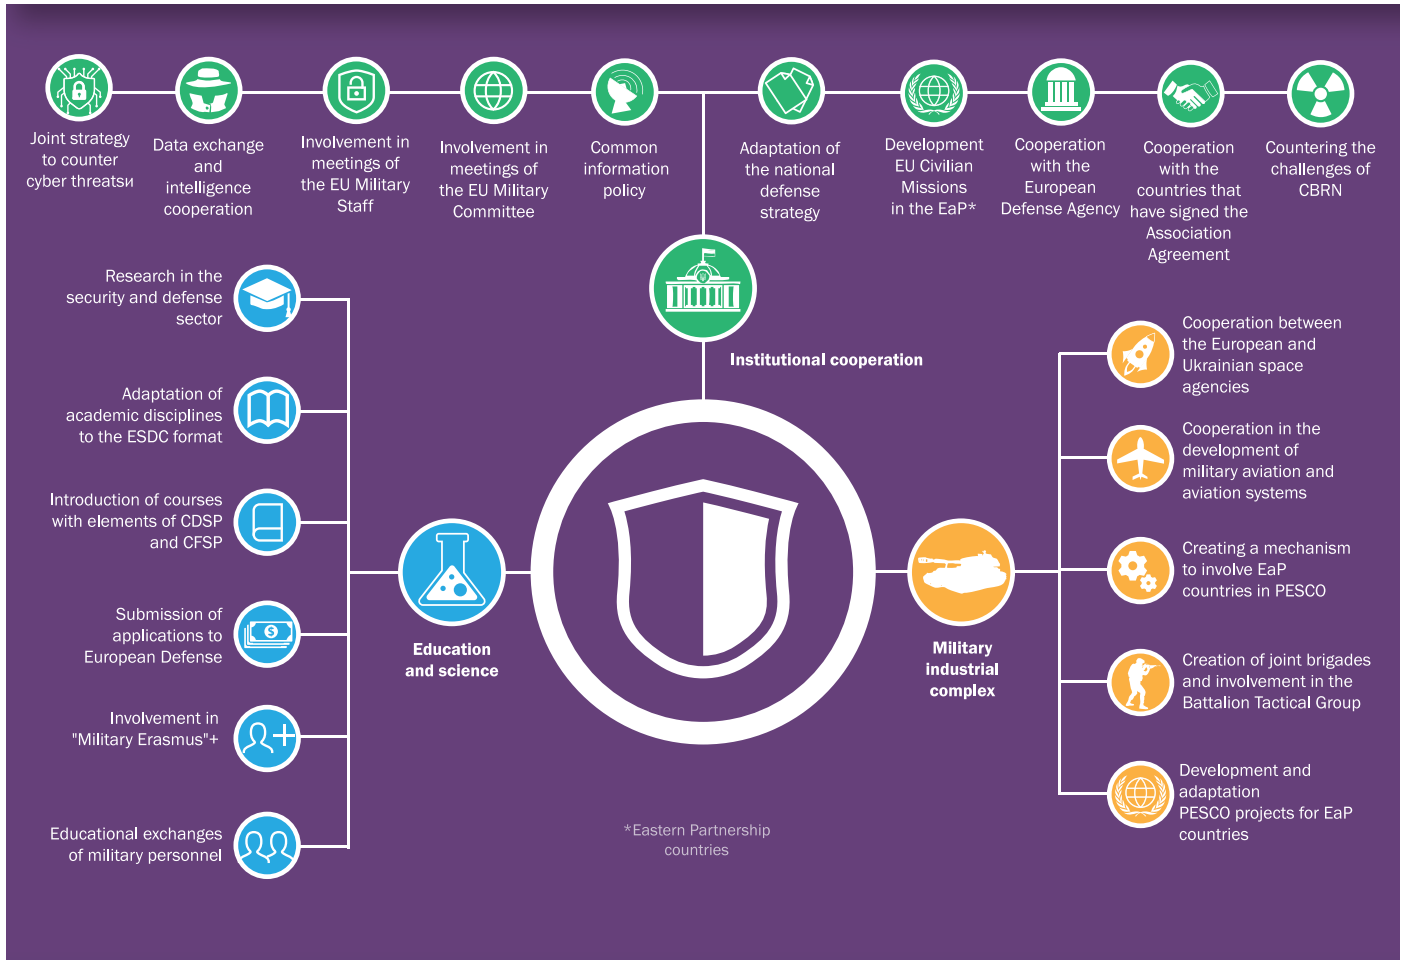 Joint strategy
to counter
cyber threatsи
Data exchange
and
intelligence
cooperation
Involvement in
meetings of
the EU Military
Staff
Involvement in
meetings of
the EU Military
Committee
Common
information
policy
Adaptation of
the national
defense
strategy
Development
EU Civilian
Missions
in the EaP*
Cooperation
with the
European
Defense Agency
Cooperation
with the
countries that
have signed the
Association
Agreement
Countering the
challenges of
CBRN
Institutional cooperation
Research in the
security and defense
sector
Adaptation of
academic disciplines
to the ESDC format
Introduction of courses
with elements of CDSP
and CFSP
Submission of
applications to
European Defense
Involvement in
"Military Erasmus"+
Educational exchanges
of military personnel
Education
and science
Military
industrial
complex
Cooperation between
the European and
Ukrainian space
agencies
Cooperation in the
development of
military aviation and
aviation systems
Creating a mechanism
to involve EaP
countries in PESCO
Creation of joint brigades
and involvement in the
Battalion Tactical Group
Development and
adaptation
PESCO projects for EaP
countries
*Eastern Partnership
countries